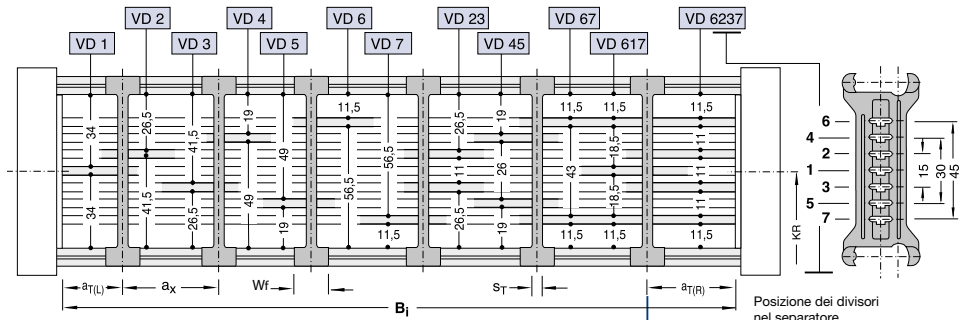 VD 2
VD 4
VD 6
VD 23
VD 67
VD 6237
VD 1
VD 3
VD 5
VD 7
VD 45
VD 617
34
34
26,5
41,5
41,5
26,5
19
49
49
19
11,5
56,5
56,5
11,5
26,5
11
26,5
19
26
19
11,5
43
11,5
11,5
18,5
18,5
11,5
11,5
11
11
11,5
6
4
2
1
3
5
7
15
30
45
KR
aT(L)
ax
Wf
sT
aT(R)
Bi
Posizione dei divisori
nel separatore